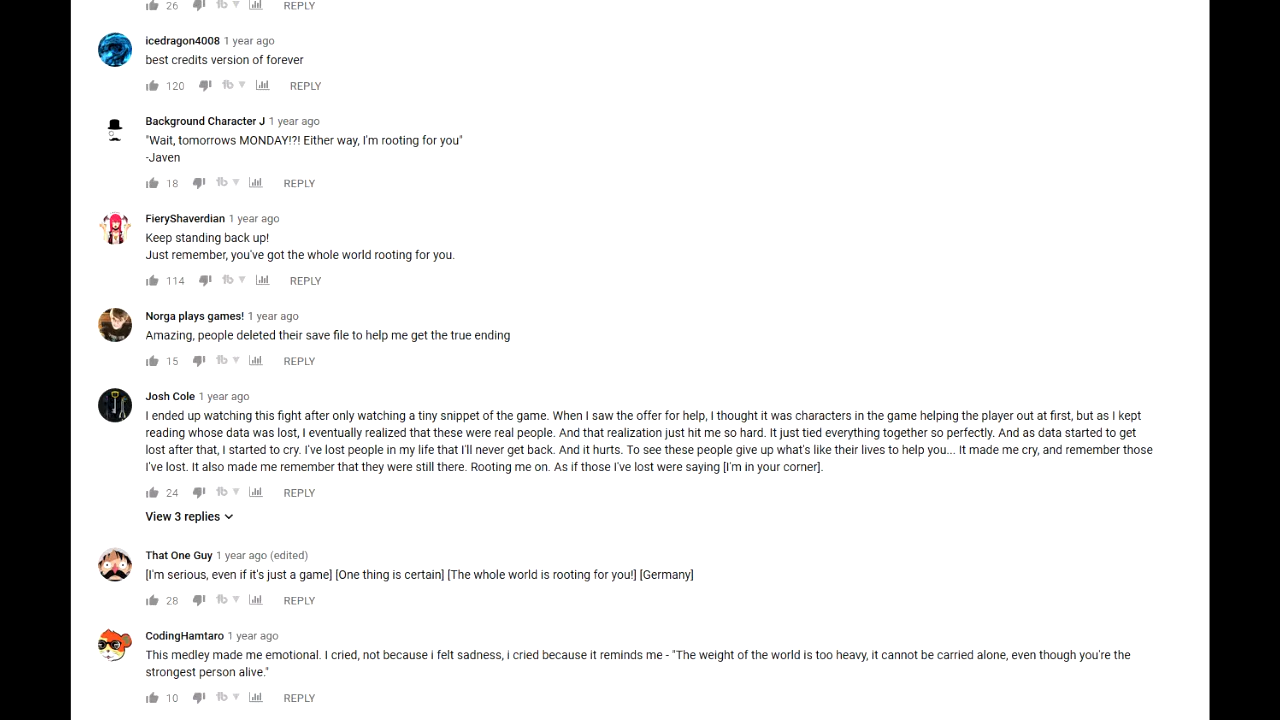 26 REPLY
icedragon4008 1 year ago
best credits version of forever
120 REPLY
Background Character J 1 year ago
"Wait, tomorrows MONDAY!?! Either way, I'm rooting for you"
-Javen
18 REPLY
FieryShaverdian 1 year ago
Keep standing back up!
Just remember, you've got the whole world rooting for you.
114 REPLY
Norga plays games! 1 year ago
Amazing, people deleted their save file to help me get the true ending
15 REPLY
Josh Cole 1 year ago
I ended up watching this fight after only watching a tiny snippet of the game. When I saw the offer for help, I thought it was characters in the game helping the player out at first, but as I kept
reading whose data was lost, I eventually realized that these were real people. And that realization just hit me so hard. It just tied everything together so perfectly. And as data started to get
lost after that, I started to cry. I've lost people in my life that I'll never get back. And it hurts. To see these people give up what's like their lives to help you... It made me cry, and remember those
I've lost. It also made me remember that they were still there. Rooting me on. As if those I've lost were saying [I'm in your corner].
24 REPLY
View 3 replies
That One Guy 1 year ago (edited)
[I'm serious, even if it's just a game] [One thing is certain] [The whole world is rooting for you!] [Germany]
28 REPLY
CodingHamtaro 1 year ago
This medley made me emotional. I cried, not because i felt sadness, i cried because it reminds me - "The weight of the world is too heavy, it cannot be carried alone, even though you're the
strongest person alive."
10 REPLY